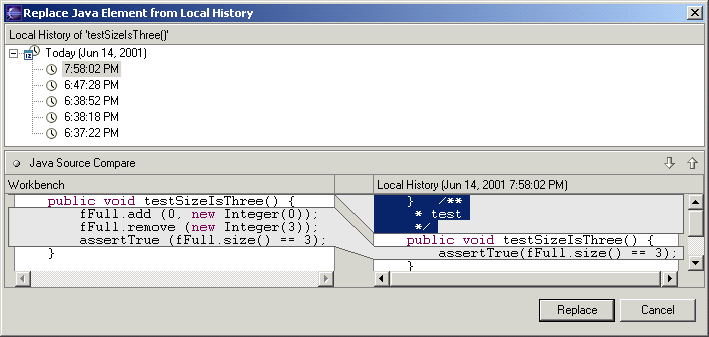 Replace Java Element from Local History
Local History of 'testSizeIsThree()'
Today (Jun 14, 2001)
7:58:02 PM
6:47:28 PM
6:38:52 PM
6:38:18 PM
6:37:22 PM
Java Source Compare
Workbench
public void testSizeIsThree() {
fFull.add (0, new Integer(0));
fFull.remove (new Integer(3));
assertTrue (fFull.size() == 3);
}
Local History (Jun 14, 2001 7:58:02 PM)
} /**
* test
*/
public void testSizeIsThree() {
assertTrue(fFull.size() == 3);
}
Replace
Cancel